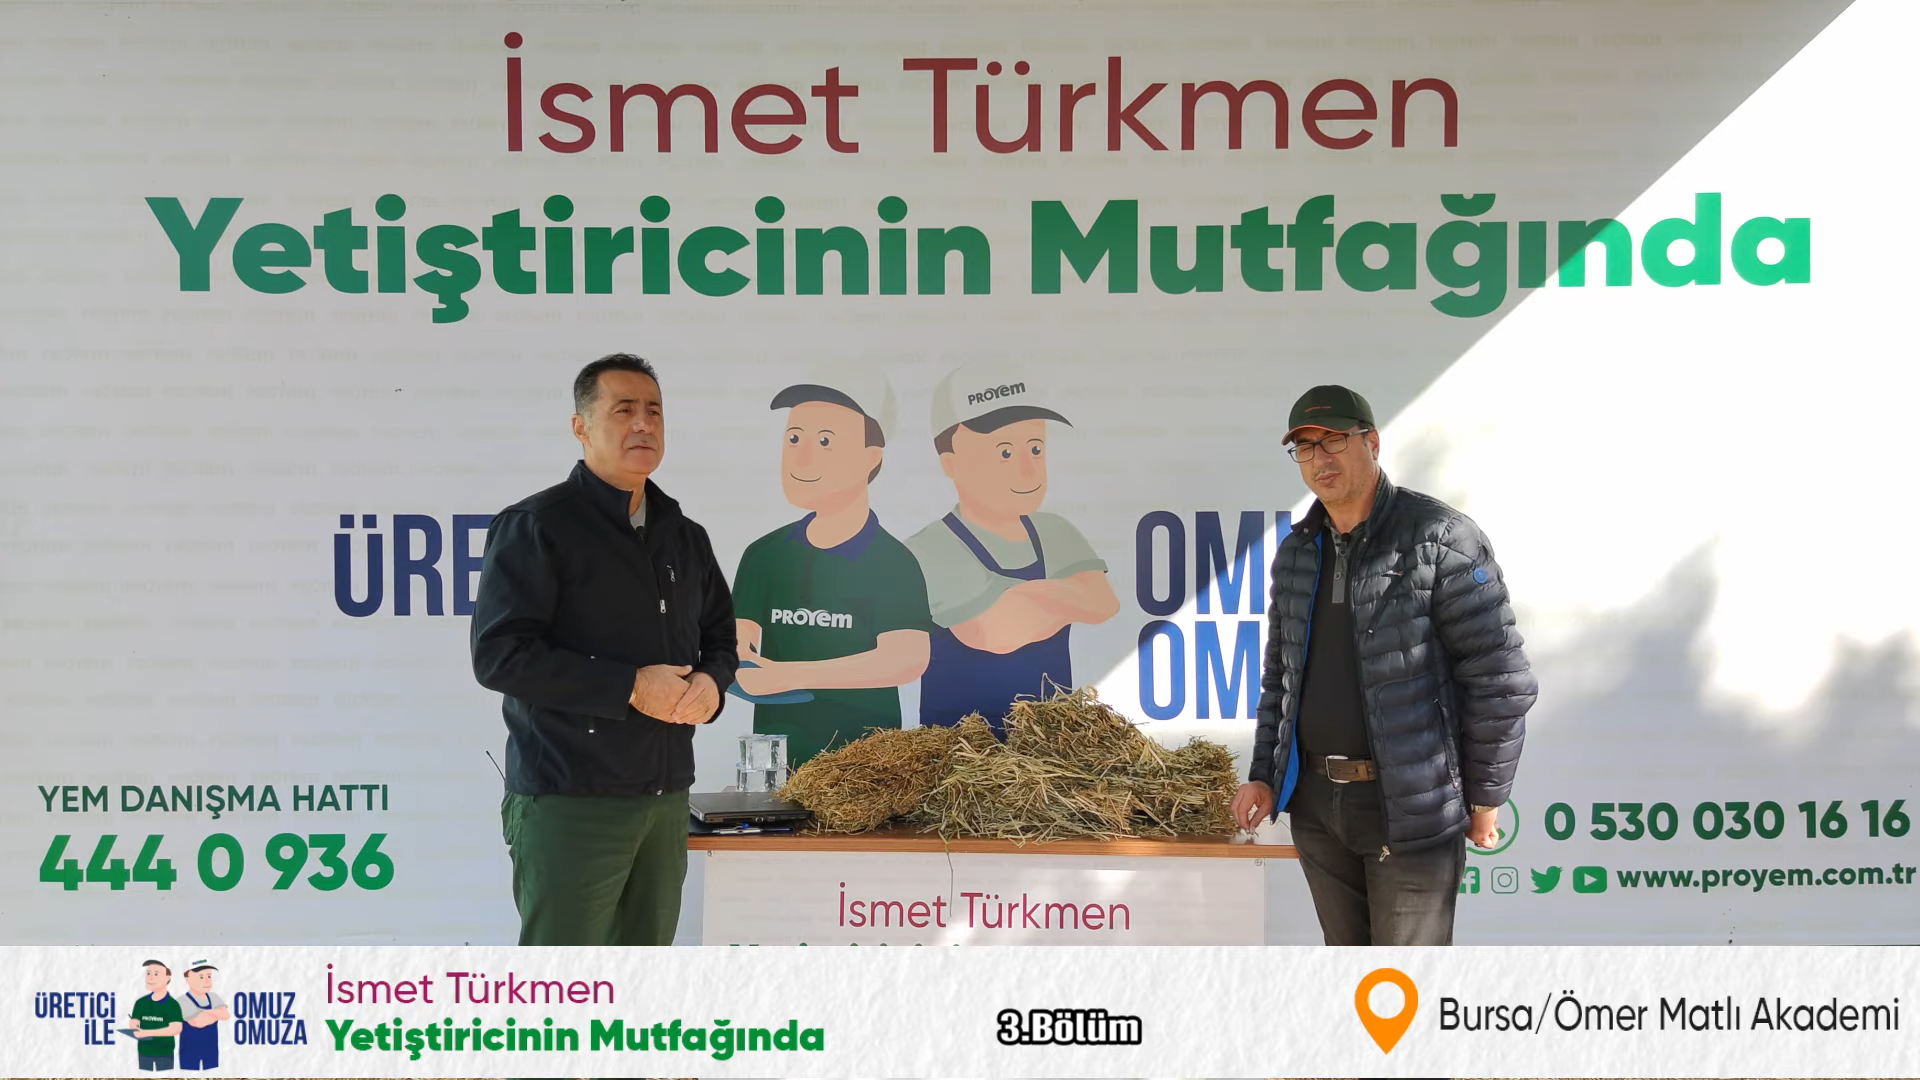 İsmet Türkmen
Yetiştiricinin Mutfağında
PROYem
ÜRE
OMU
PROYem
OM
YEM DANIŞMA HATTI
444 0 936
0 530 030 16 16
www.proyem.com.tr
İsmet Türkmen
ÜRETİCİ İLE
OMUZ OMUZA
İsmet Türkmen
Yetiştiricinin Mutfağında
3.Bölüm
Bursa/Ömer Matlı Akademi